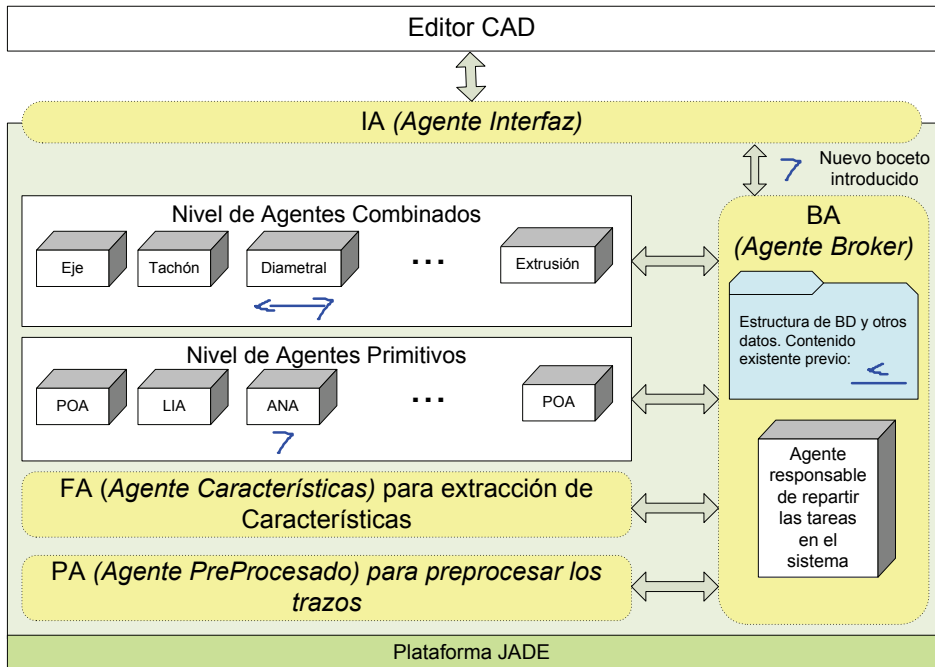 Editor CAD
IA (Agente Interfaz)
Nuevo boceto
introducido
Nivel de Agentes Combinados
Eje
Tachón
Diametral
...
Extrusión
BA
(Agente Broker)
Estructura de BD y otros
datos. Contenido
existente previo:
Nivel de Agentes Primitivos
POA
LIA
ANA
...
POA
Agente
responsable
de repartir
las tareas
en el
sistema
FA (Agente Características) para extracción de
Características
PA (Agente PreProcesado) para preprocesar los
trazos
Plataforma JADE